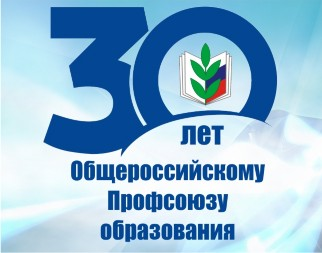 30
лет
Общероссийскому
Профсоюзу
образования